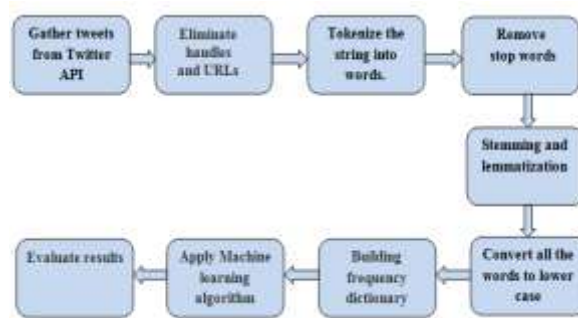 Gather tweets
from Twitter
API
Eliminate
handles
and URLs
Tokenize the
string into
words.
Remove
stop words
Stemming and
lemmatization
Convert all the
words to lower
case
Building
frequency
dictionary
Apply Machine
learning
algorithm
Evaluate results